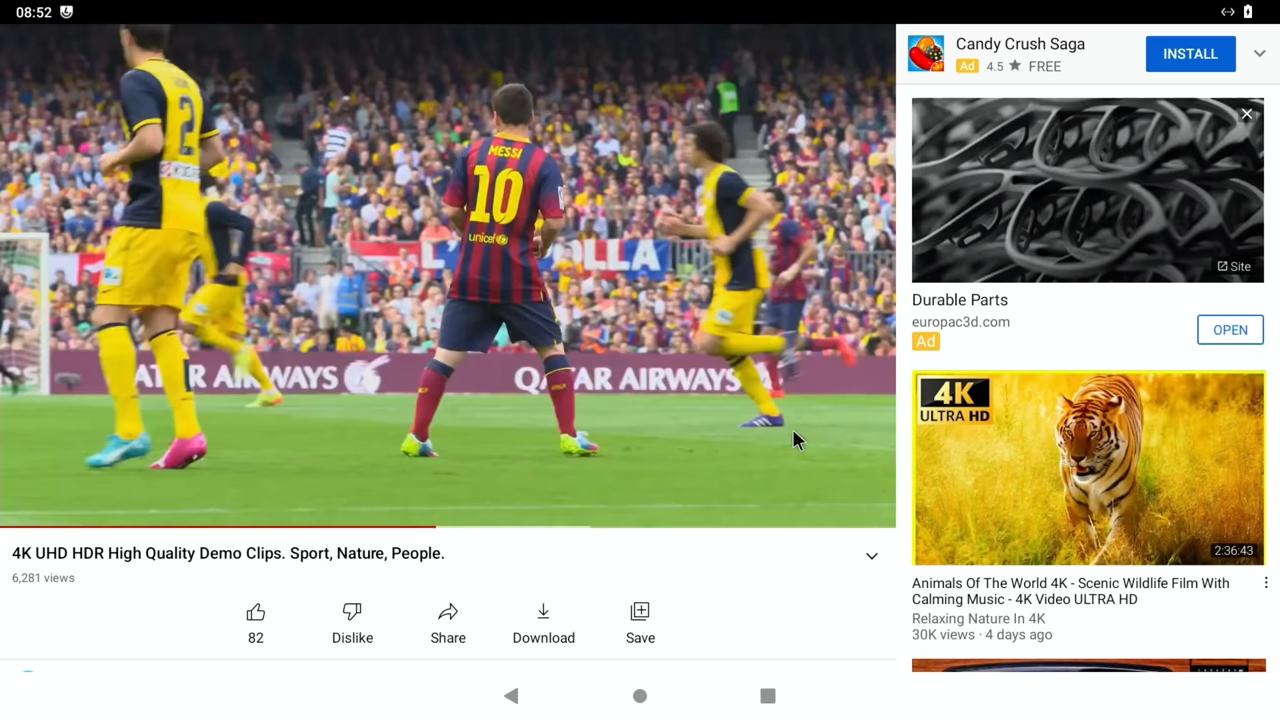 08:52
2
MESSI
10
unicef
QATAR AIRWAYS
QATAR AIRWAYS
4K UHD HDR High Quality Demo Clips. Sport, Nature, People.
6,281 views
82
Dislike
Share
Download
Save
Candy Crush Saga
Ad 4.5 ★ FREE
INSTALL
Site
Durable Parts
europac3d.com
Ad
OPEN
4K
ULTRA HD
2:36:43
Animals Of The World 4K - Scenic Wildlife Film With
Calming Music - 4K Video ULTRA HD
Relaxing Nature In 4K
30K views · 4 days ago